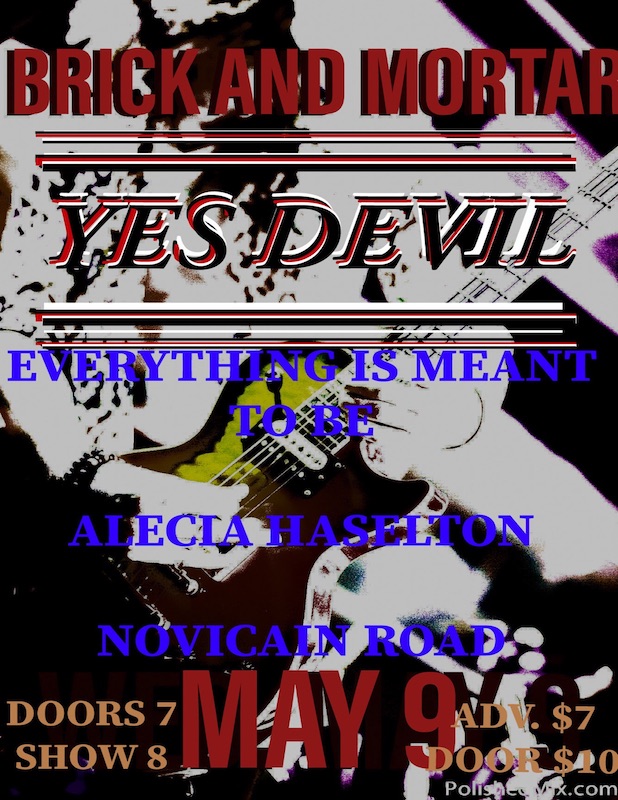 BRICK AND MORTAR
YES DEVIL
EVERYTHING IS MEANT
TO BE
ALECIA HASELTON
NOVICAIN ROAD
MAY 9
DOORS 7
SHOW 8
ADV. $7
DOOR $10
PolishedMix.com